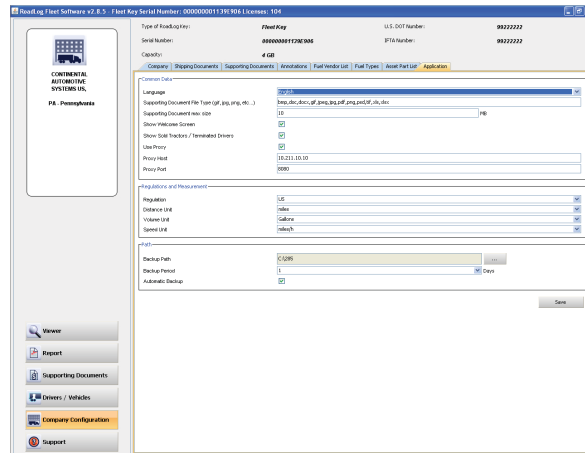 RoadLog Fleet Software v2.8.5 - Fleet Key Serial Number: 000000001139E906 Licenses: 104
Type of RoadLog Key: Fleet Key U.S. DOT Number: 99222222
Serial Number: 000000001139E906 IFTA Number: 99222222
Capacity: 4 GB
CONTINENTAL
AUTOMOTIVE
SYSTEMS US,
PA - Pennsylvania
Company Shipping Documents Supporting Documents Annotations Fuel Vendor List Fuel Types Asset Part List Application
Common Data
Language English
Supporting Document File Type (gif, jpg, png, etc...) bmp,doc,docx,gif,jpeg,jpg,pdf,png,psd,tif,xls,xlsx
Supporting Document max size 10 MB
Show Welcome Screen
Show Sold Tractors / Terminated Drivers
Use Proxy
Proxy Host 10.211.10.10
Proxy Port 8080
Regulations and Measurement
Regulation US
Distance Unit miles
Volume Unit Gallons
Speed Unit miles/h
Path
Backup Path C:\285 ...
Backup Period 1 Days
Automatic Backup
Save
Viewer
Report
Supporting Documents
Drivers / Vehicles
Company Configuration
Support